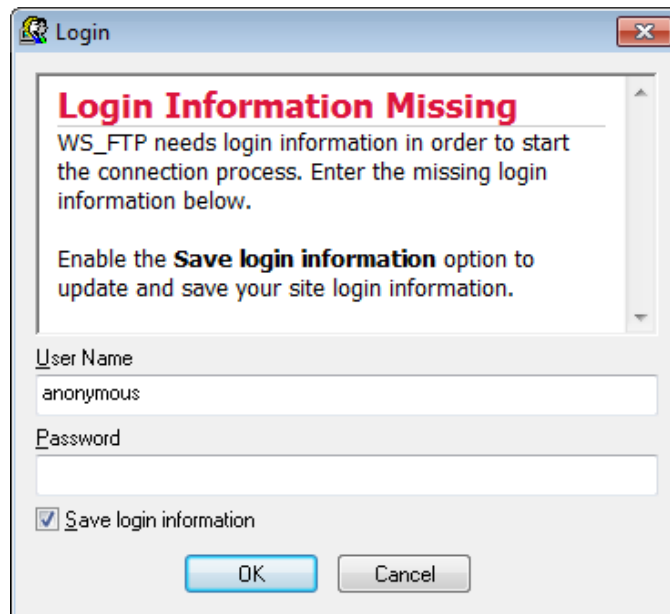 Login
Login Information Missing
WS_FTP needs login information in order to start
the connection process. Enter the missing login
information below.
Enable the Save login information option to
update and save your site login information.
User Name
anonymous
Password
Save login information
OK
Cancel